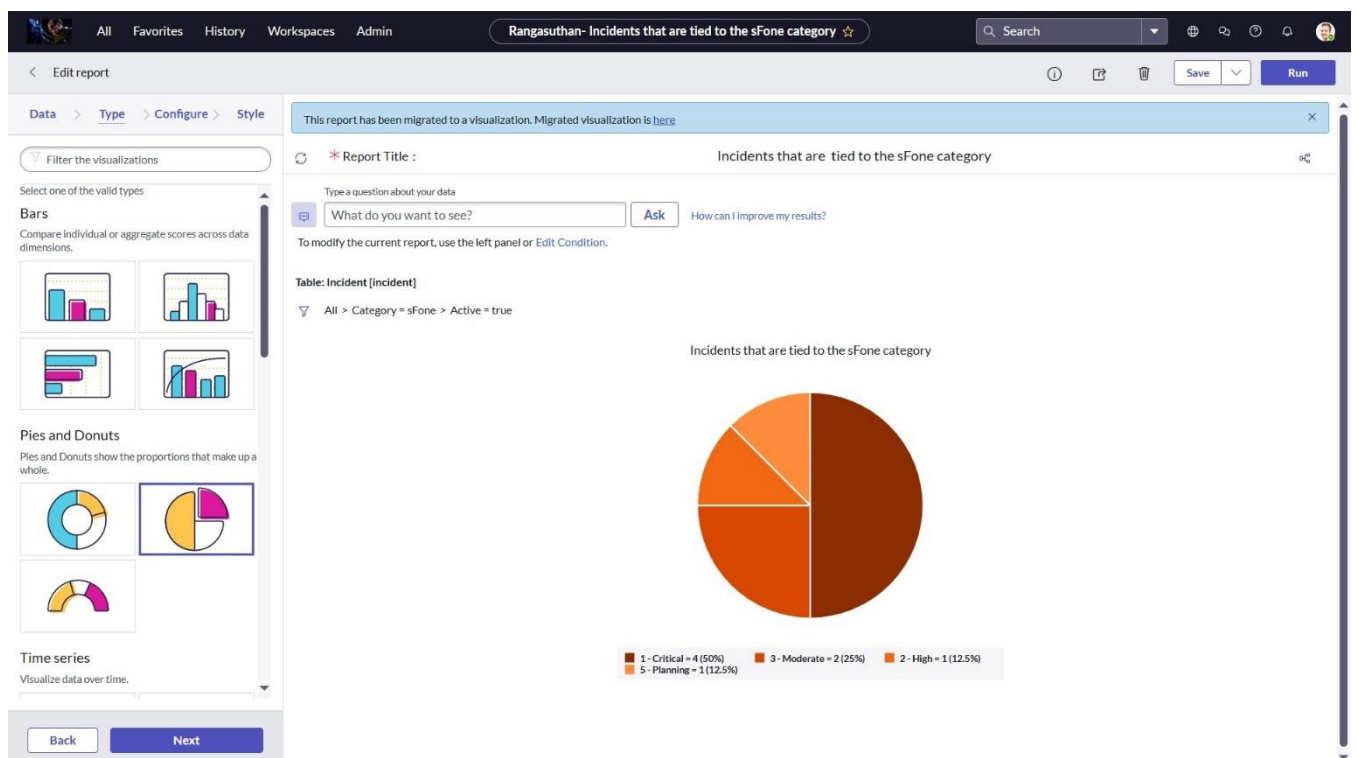 All Favorites History Workspaces Admin Rangasuthan- Incidents that are tied to the sFone category Search
Edit report Save Run
Data > Type > Configure > Style
This report has been migrated to a visualization. Migrated visualization is here
Filter the visualizations
Report Title : Incidents that are tied to the sFone category
Select one of the valid types
Bars
Compare individual or aggregate scores across data
dimensions.
Pies and Donuts
Pies and Donuts show the proportions that make up a
whole.
Time series
Visualize data over time.
Back Next
Type a question about your data
What do you want to see? Ask How can I improve my results?
To modify the current report, use the left panel or Edit Condition.
Table: Incident [incident]
All > Category = sFone > Active = true
Incidents that are tied to the sFone category
1 - Critical = 4 (50%) 3 - Moderate = 2 (25%) 2 - High = 1 (12.5%)
5 - Planning = 1 (12.5%)